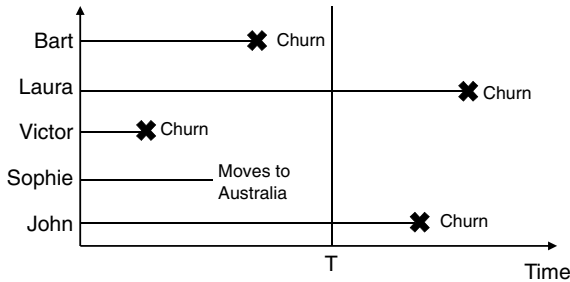 Bart
Churn
Laura
Churn
Victor
Churn
Sophie
Moves to
Australia
John
Churn
T
Time